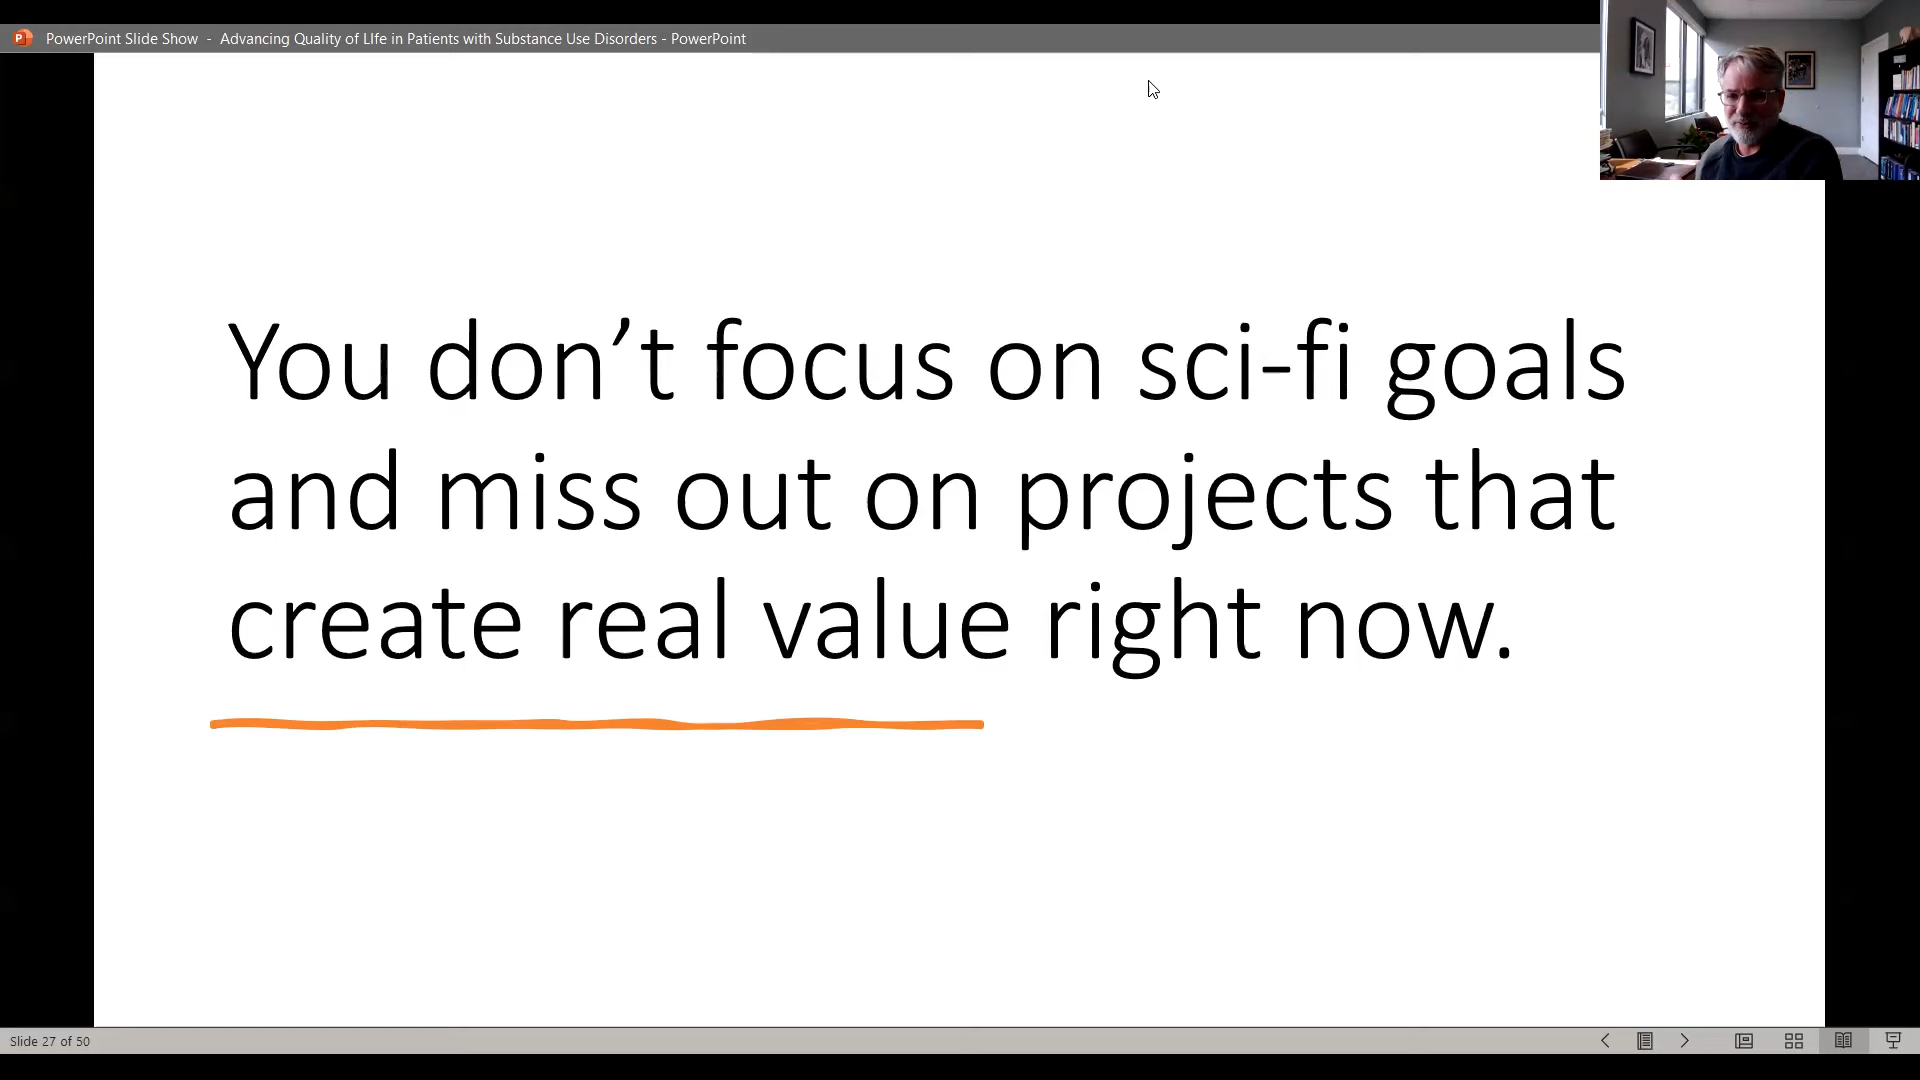 PowerPoint Slide Show - Advancing Quality of LIfe in Patients with Substance Use Disorders - PowerPoint
You don’t focus on sci-fi goals
and miss out on projects that
create real value right now.
Slide 27 of 50